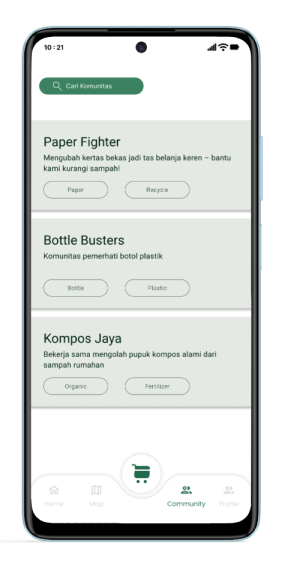 10:21
Cari Komunitas
Paper Fighter
Mengubah kertas bekas jadi tas belanja keren – bantu
kami kurangi sampah!
Paper Recycle
Bottle Busters
Komunitas pemerhati botol plastik
Bottle Plastic
Kompos Jaya
Bekerja sama mengolah pupuk kompos alami dari
sampah rumahan
Organic Fertilizer
Home Map Community Profile